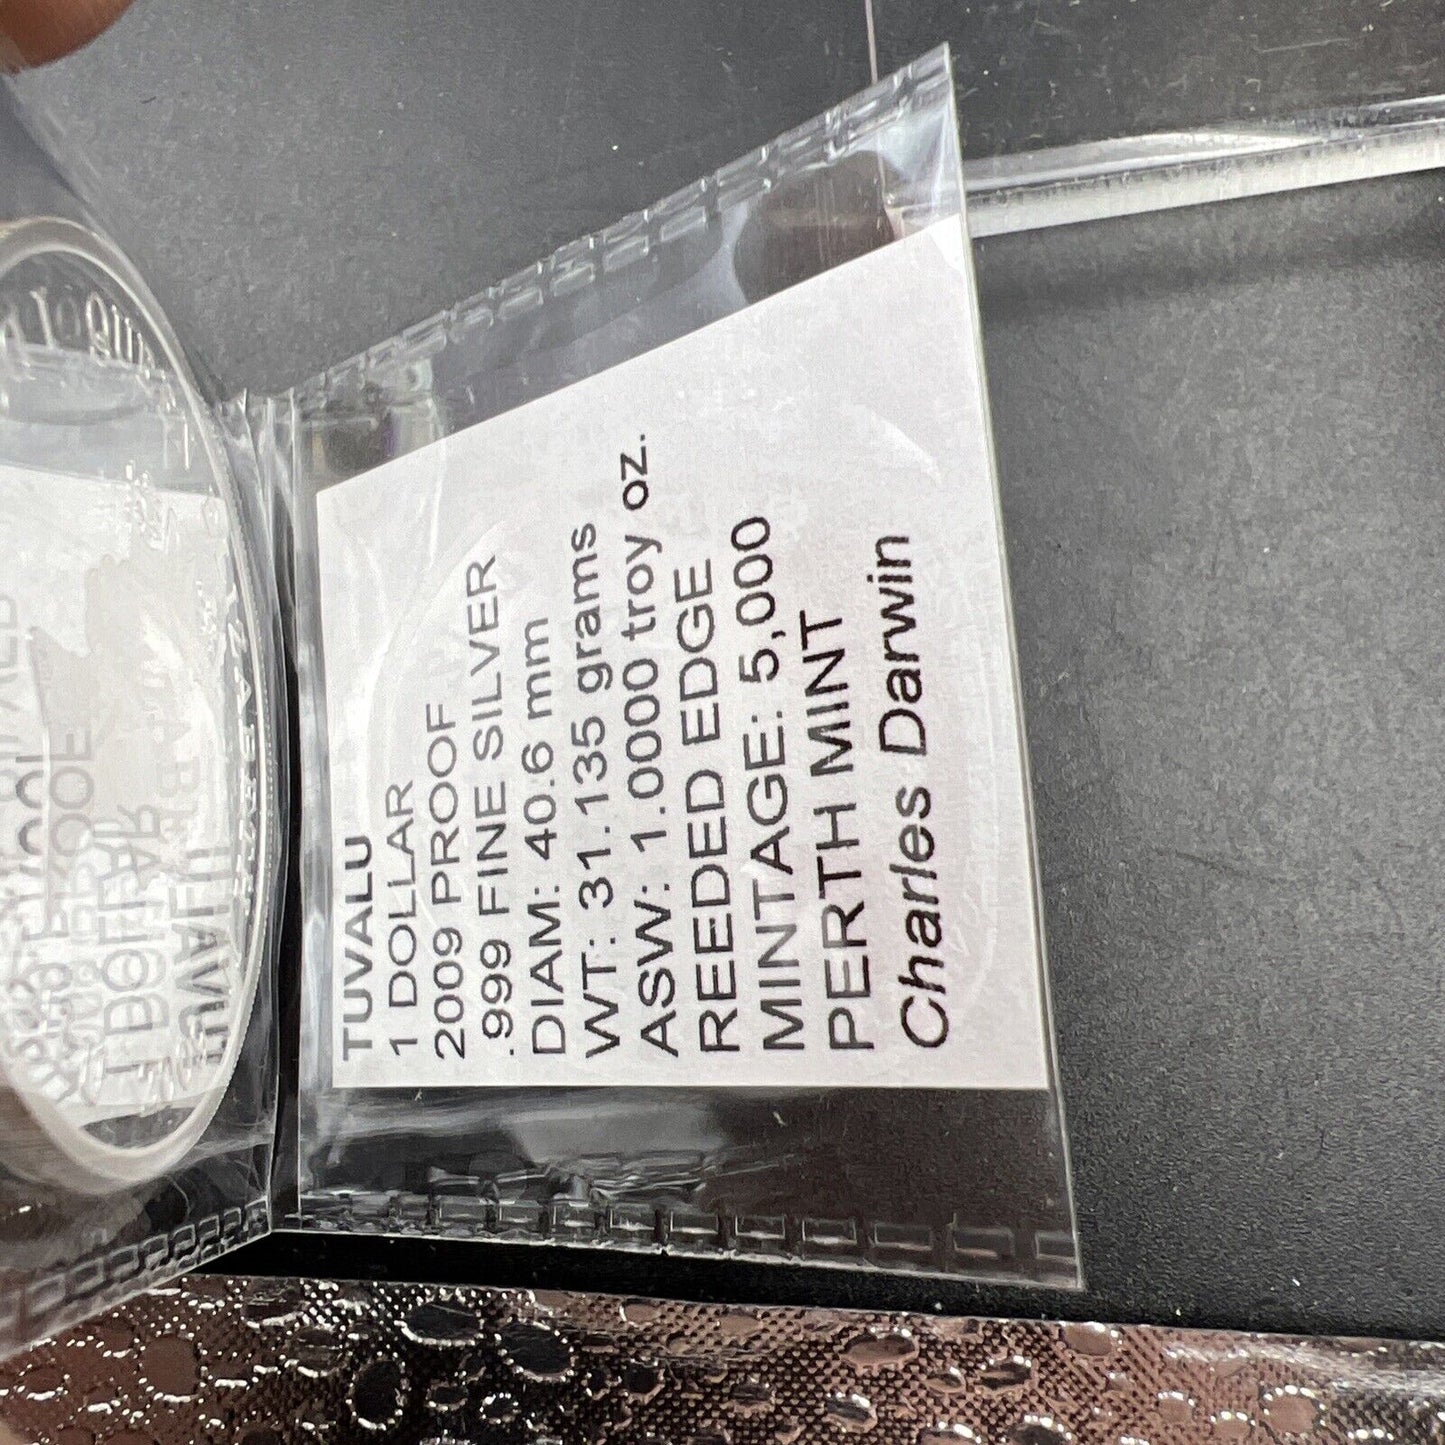 TUVALU
1 DOLLAR
2009 PROOF
.999 FINE SILVER
DIAM: 40.6 mm
WT: 31.135 grams
ASW: 1.0000 troy oz.
REEDED EDGE
MINTAGE: 5,000
PERTH MINT
Charles Darwin